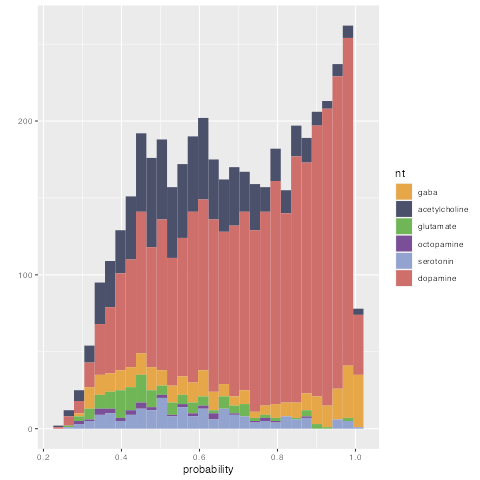 200
100
0
0.2 0.4 0.6 0.8 1.0
probability
nt
gaba
acetylcholine
glutamate
octopamine
serotonin
dopamine